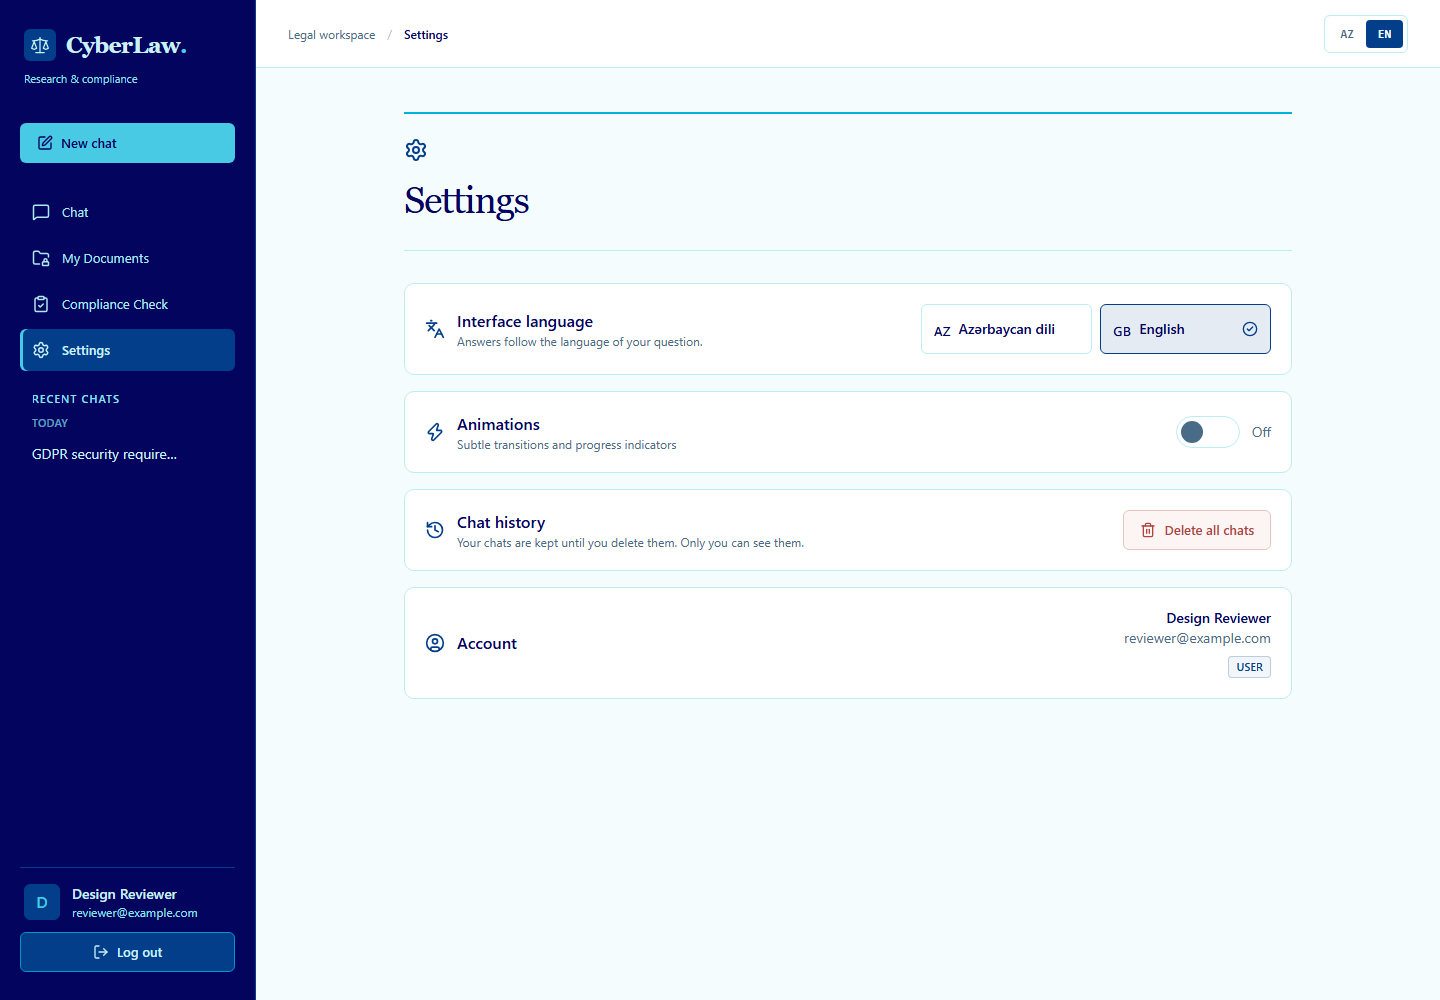 CyberLaw.
Research & compliance
New chat
Chat
My Documents
Compliance Check
Settings
RECENT CHATS
TODAY
GDPR security require...
D
Design Reviewer
reviewer@example.com
Log out
Legal workspace / Settings
AZ EN
Settings
Interface language
Answers follow the language of your question.
AZ Azərbaycan dili
GB English
Animations
Subtle transitions and progress indicators
Off
Chat history
Your chats are kept until you delete them. Only you can see them.
Delete all chats
Account
Design Reviewer
reviewer@example.com
USER